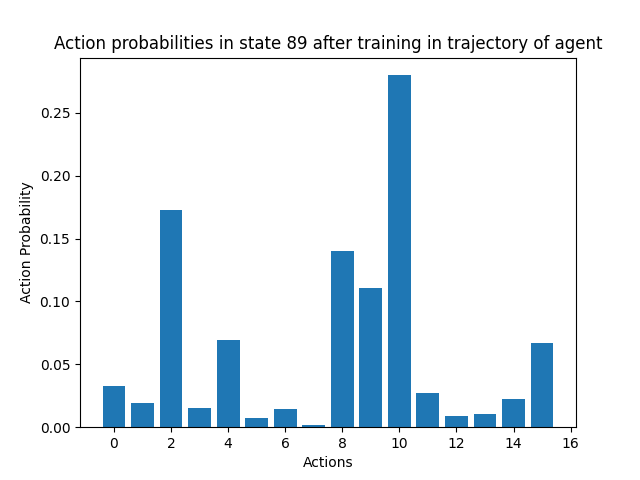 Action probabilities in state 89 after training in trajectory of agent
0.25
0.20
0.15
0.10
0.05
0.00
Action Probability
0 2 4 6 8 10 12 14 16
Actions